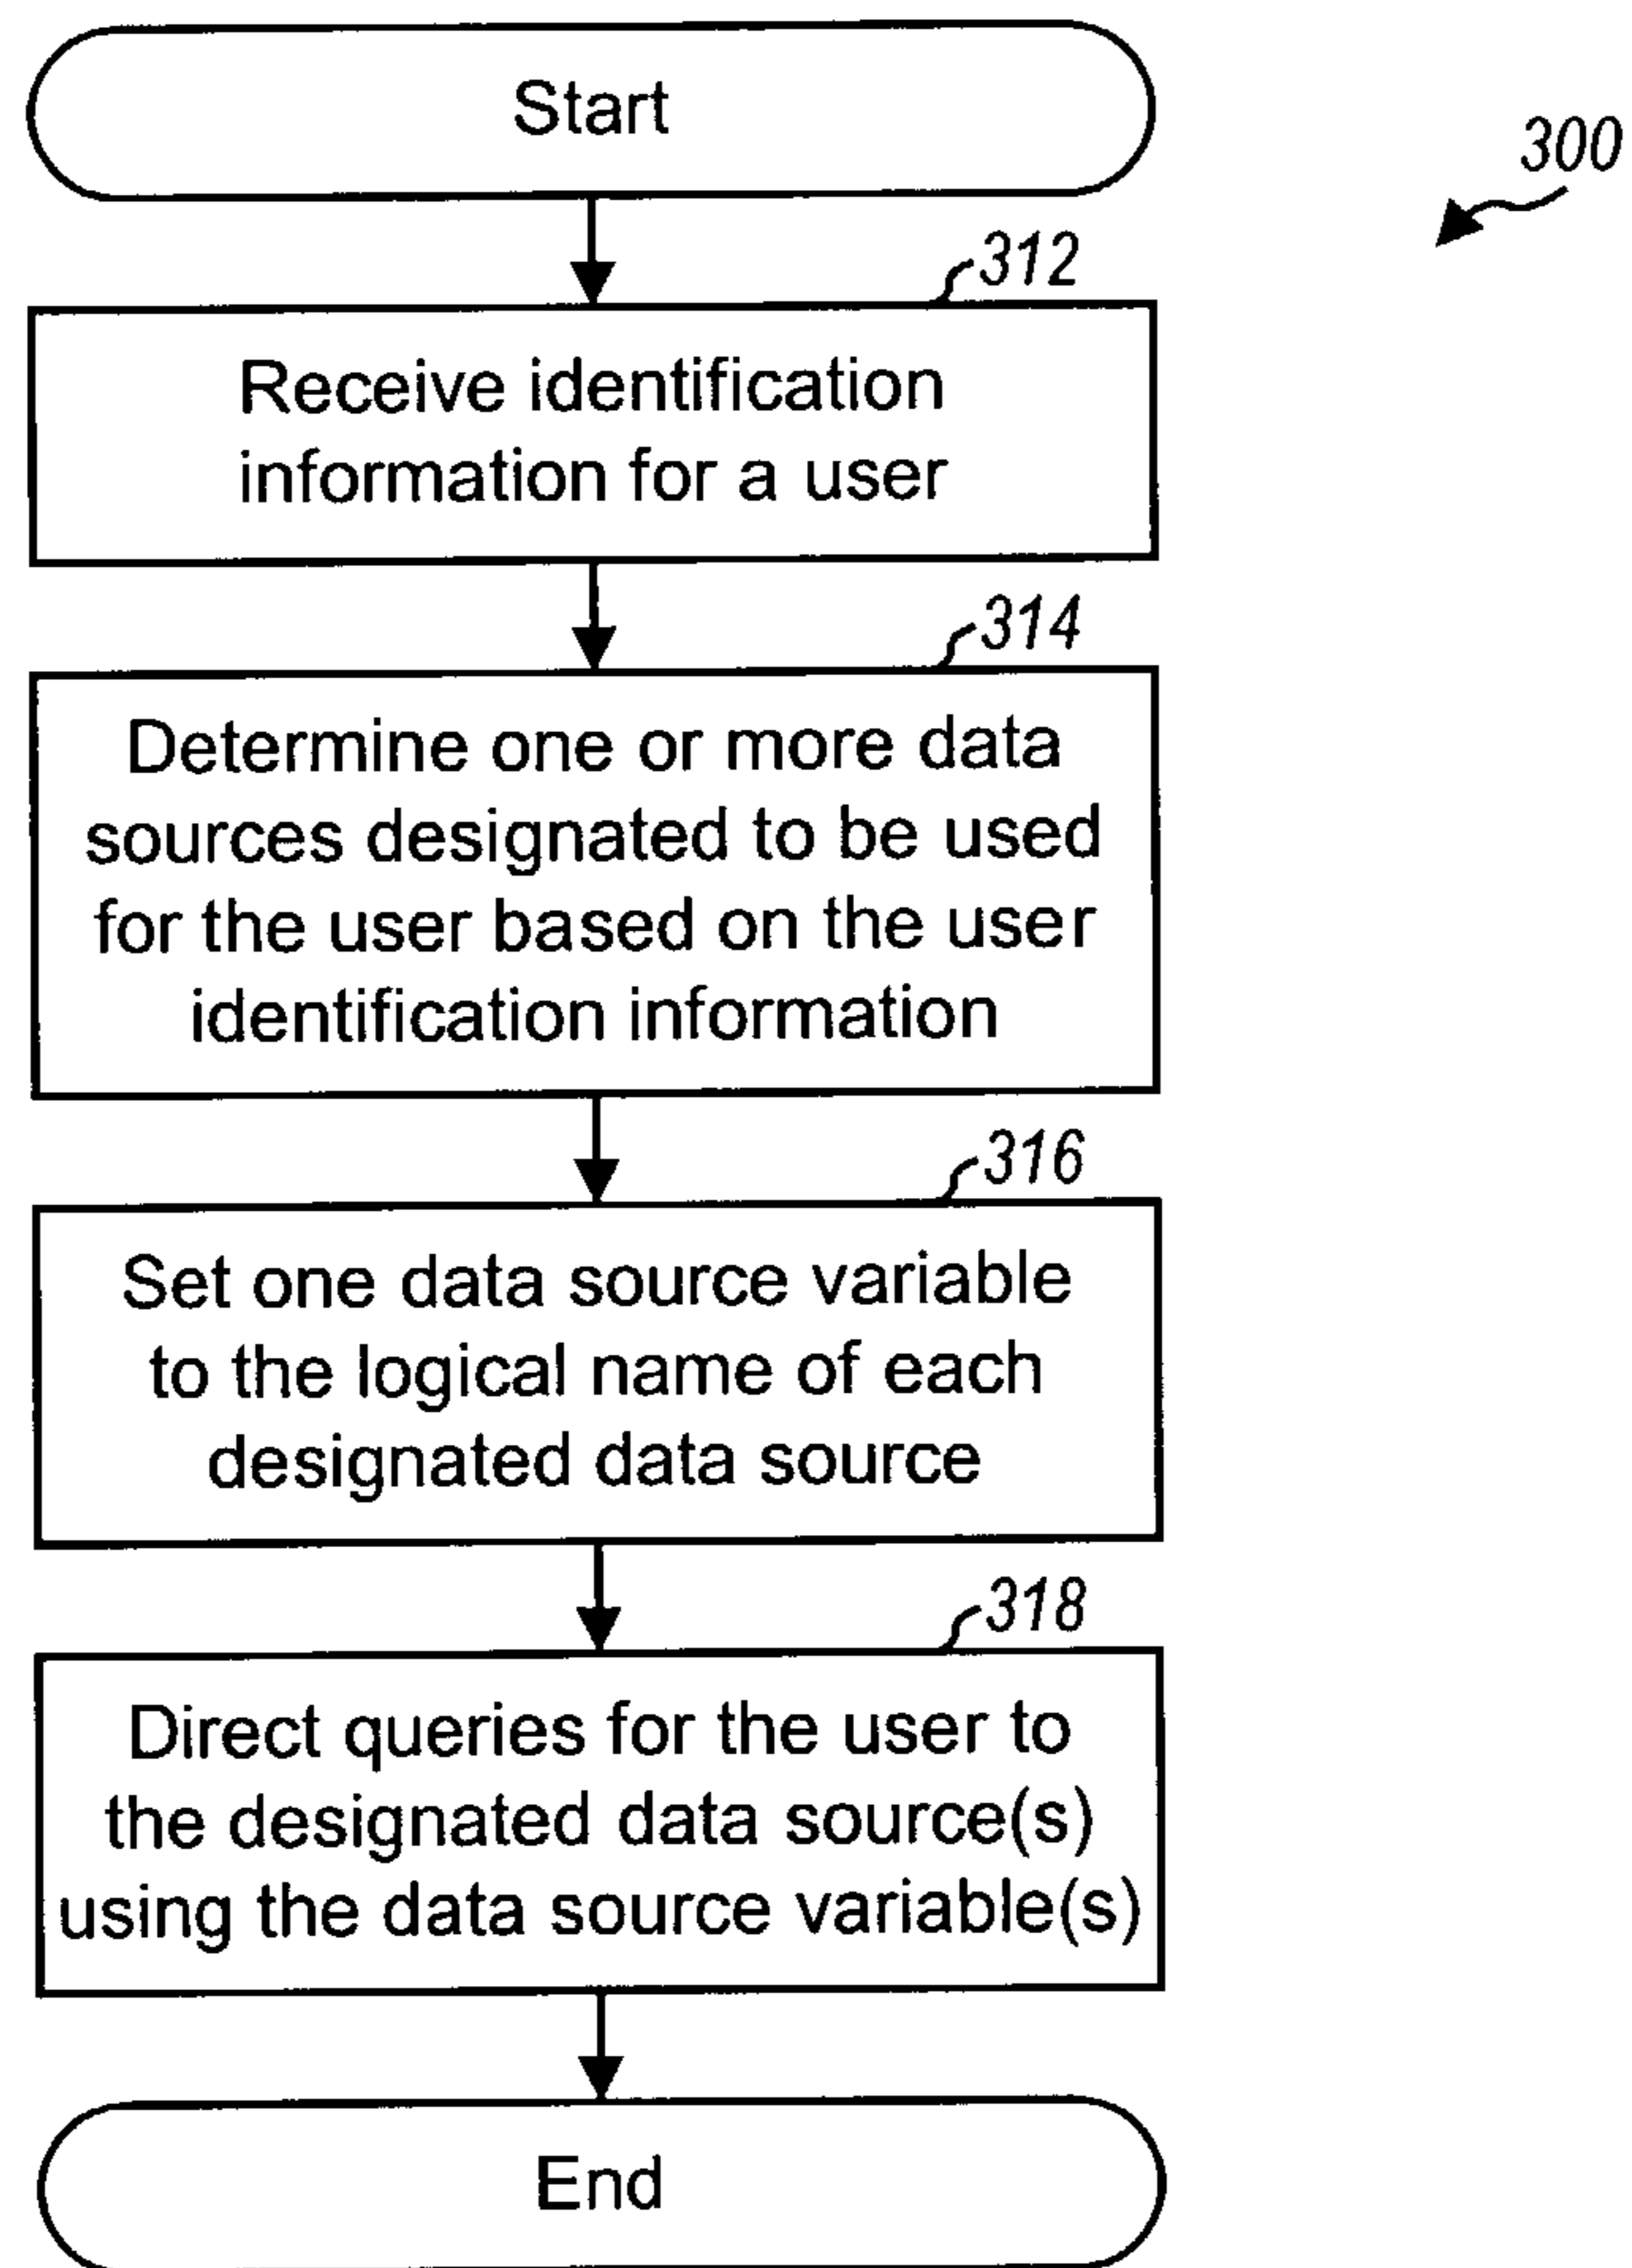 Start
300
312
Receive identification
information for a user
314
Determine one or more data
sources designated to be used
for the user based on the user
identification information
316
Set one data source variable
to the logical name of each
designated data source
318
Direct queries for the user to
the designated data source(s)
using the data source variable(s)
End